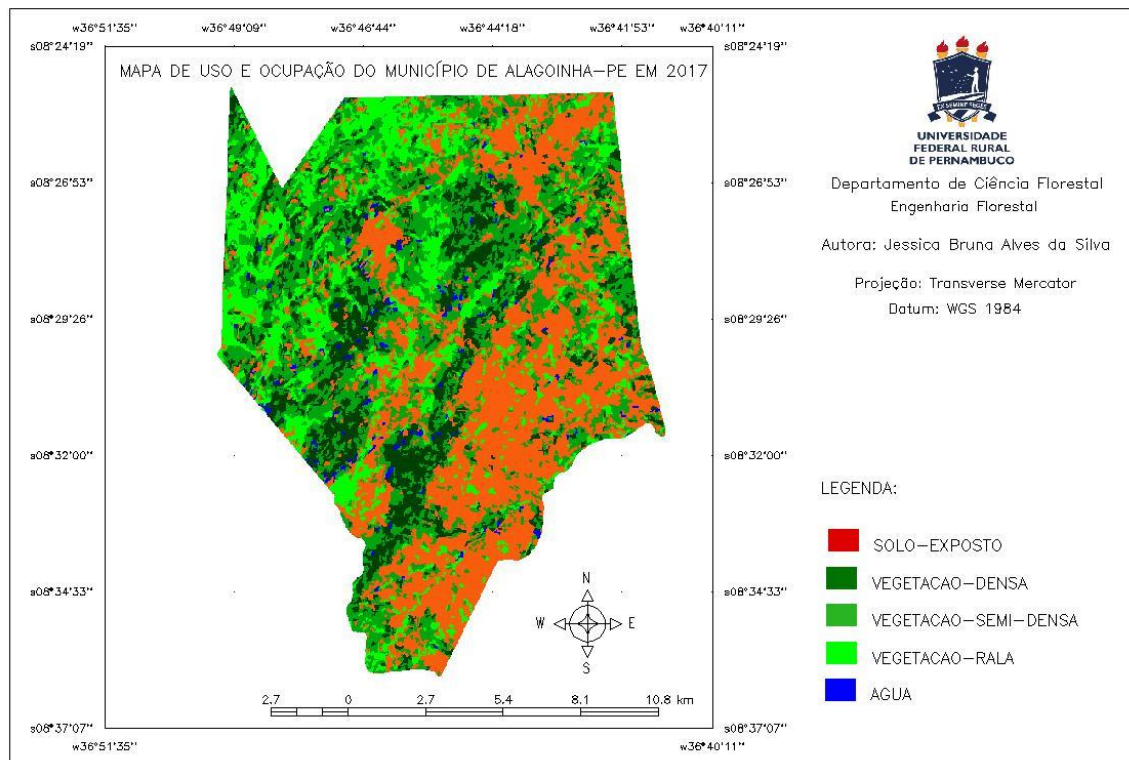 w36°51'35" w36°49'09" w36°46'44" w36°44'18" w36°41'53" w36°40'11"
s08°24'19" s08°24'19"
MAPA DE USO E OCUPAÇÃO DO MUNICÍPIO DE ALAGOINHA-PE EM 2017
UNIVERSIDADE
FEDERAL RURAL
DE PERNAMBUCO
s08°26'53" s08°26'53"
Departamento de Ciência Florestal
Engenharia Florestal
Autora: Jessica Bruna Alves da Silva
Projeção: Transverse Mercator
Datum: WGS 1984
s08°29'26" s08°29'26"
s08°32'00" s08°32'00"
LEGENDA:
SOLO-EXPOSTO
VEGETACAO-DENSA
VEGETACAO-SEMI-DENSA
VEGETACAO-RALA
AGUA
s08°34'33" s08°34'33"
N
W E
S
2.7 0 2.7 5.4 8.1 10.8 km
s08°37'07" s08°37'07"
w36°51'35" w36°40'11"